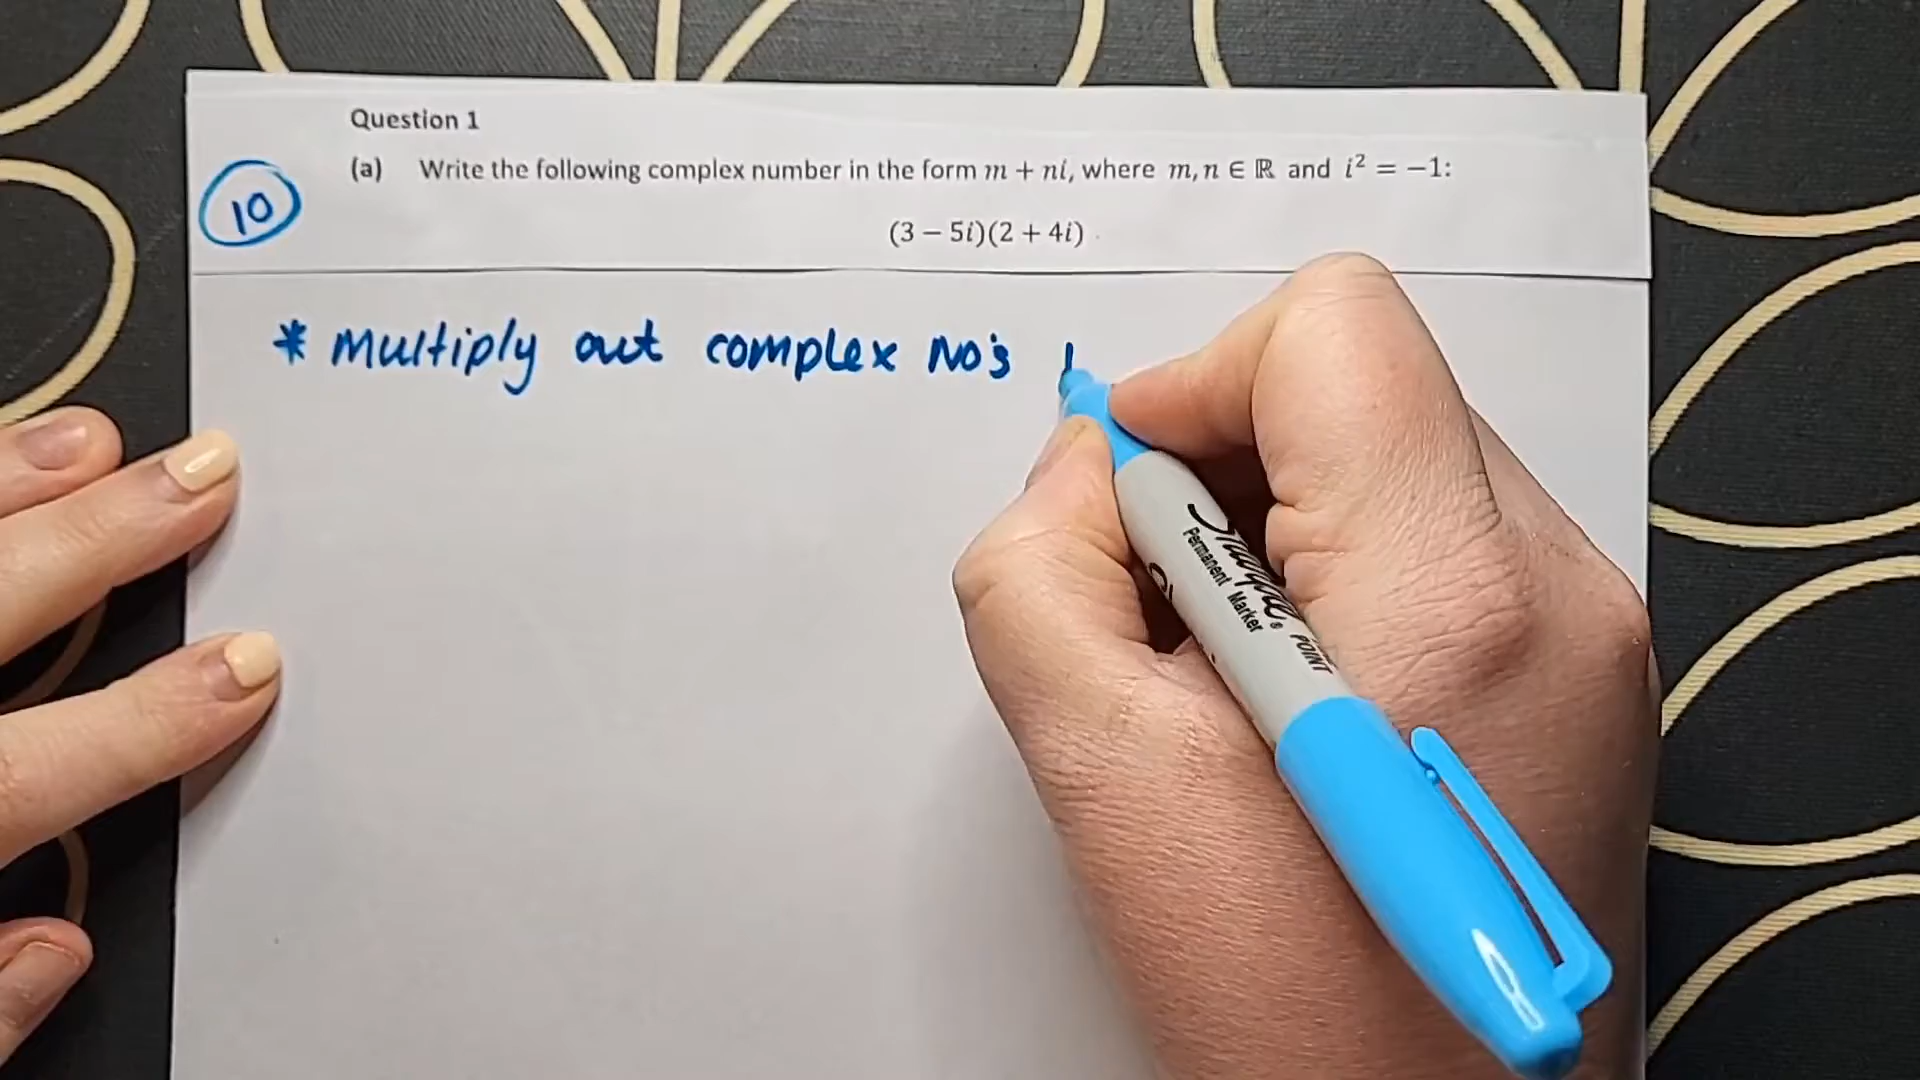 Question 1
(a) Write the following complex number in the form m + ni, where m, n ∈ ℝ and i² = −1:
10
(3 − 5i)(2 + 4i)
* Multiply out complex No's
Sharpie®
Permanent Marker
POINT